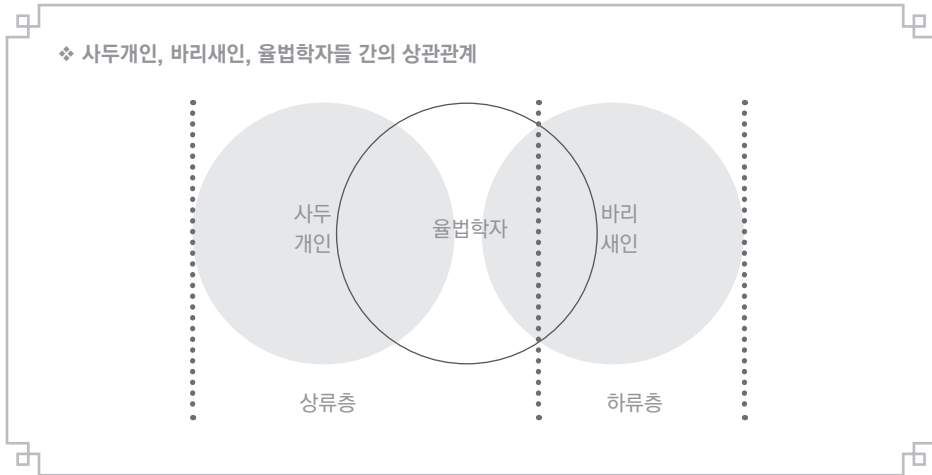 ❖ 사두개인, 바리새인, 율법학자들 간의 상관관계
사두
개인
율법학자
바리
새인
상류층
하류층